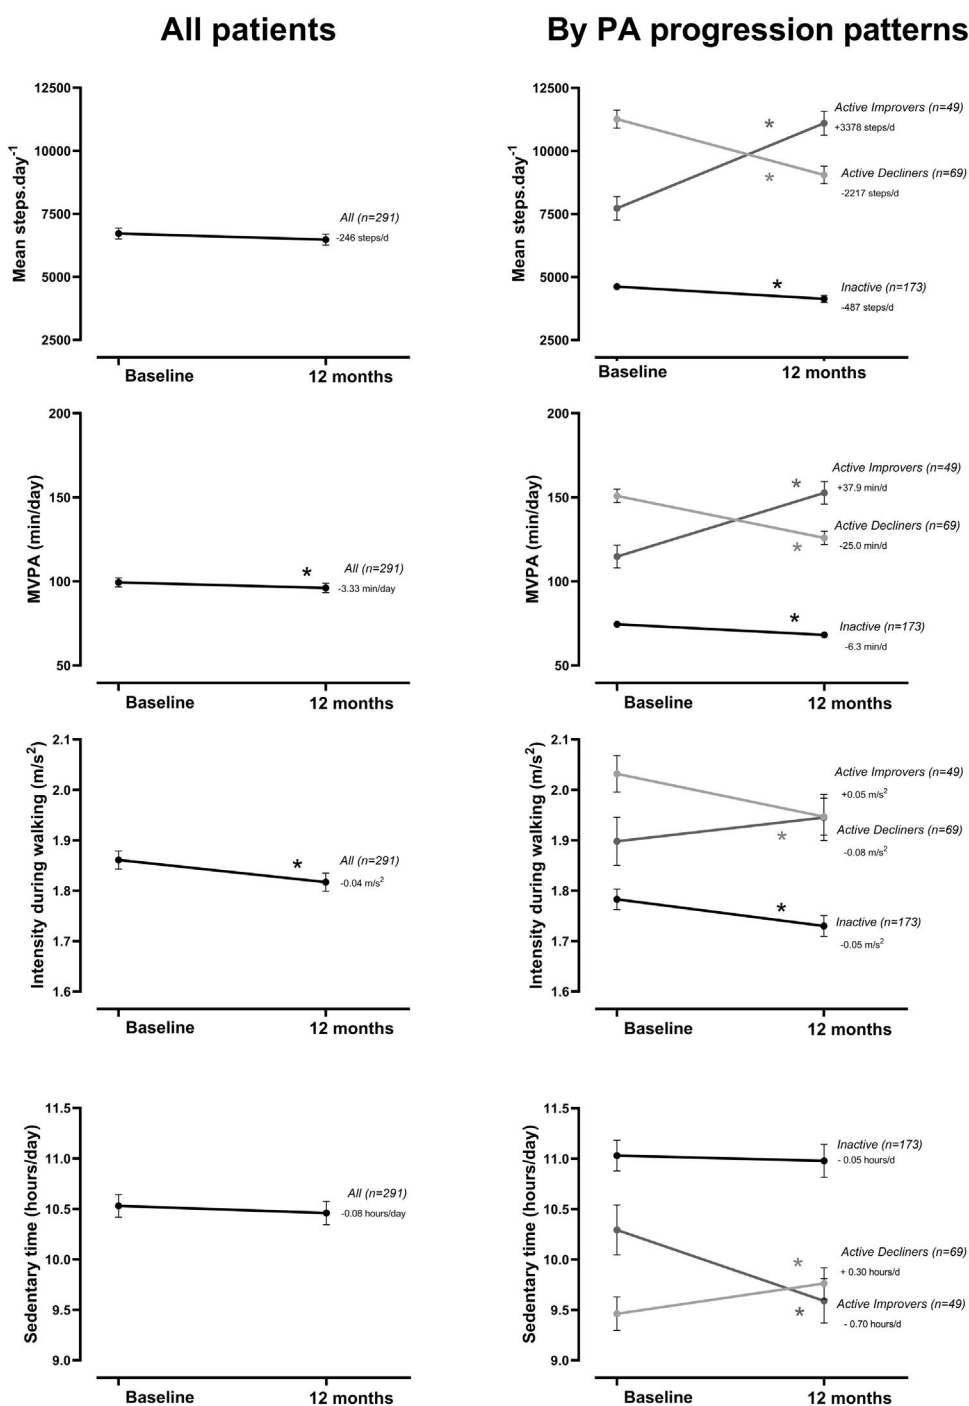 All patients
By PA progression patterns
12500
10000
7500
5000
2500
Mean steps.day-1
All (n=291)
-246 steps/d
Baseline
12 months
12500
10000
7500
5000
2500
Mean steps.day-1
*
*
*
Active Improvers (n=49)
+3378 steps/d
Active Decliners (n=69)
-2217 steps/d
Inactive (n=173)
-487 steps/d
Baseline
12 months
200
150
100
50
MVPA (min/day)
*
All (n=291)
-3.33 min/day
Baseline
12 months
200
150
100
50
MVPA (min/day)
*
*
*
Active Improvers (n=49)
+37.9 min/d
Active Decliners (n=69)
-25.0 min/d
Inactive (n=173)
-6.3 min/d
Baseline
12 months
2.1
2.0
1.9
1.8
1.7
1.6
Intensity during walking (m/s2)
*
All (n=291)
-0.04 m/s2
Baseline
12 months
2.1
2.0
1.9
1.8
1.7
1.6
Intensity during walking (m/s2)
*
*
Active Improvers (n=49)
+0.05 m/s2
Active Decliners (n=69)
-0.08 m/s2
Inactive (n=173)
-0.05 m/s2
Baseline
12 months
11.5
11.0
10.5
10.0
9.5
9.0
Sedentary time (hours/day)
All (n=291)
-0.08 hours/day
Baseline
12 months
11.5
11.0
10.5
10.0
9.5
9.0
Sedentary time (hours/day)
Inactive (n=173)
- 0.05 hours/d
*
*
Active Decliners (n=69)
+ 0.30 hours/d
Active Improvers (n=49)
- 0.70 hours/d
Baseline
12 months